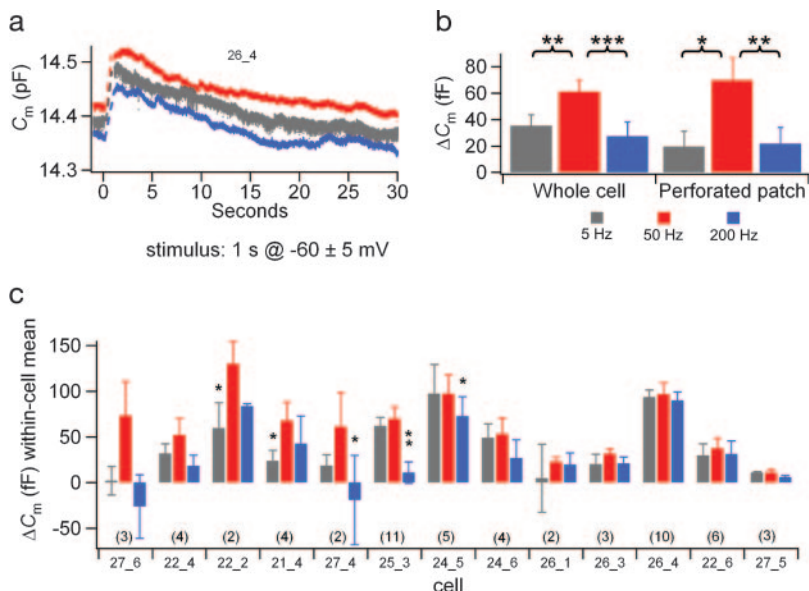 a
26_4
C_m (pF)
14.5
14.4
14.3
0 5 10 15 20 25 30
Seconds
stimulus: 1 s @ -60 ± 5 mV
b
** *** * **
ΔC_m (fF)
80
60
40
20
0
Whole cell Perforated patch
5 Hz 50 Hz 200 Hz
c
ΔC_m (fF) within-cell mean
150
100
50
0
-50
* * * ** *
(3) (4) (2) (4) (2) (11) (5) (4) (2) (3) (10) (6) (3)
27_6 22_4 22_2 21_4 27_4 25_3 24_5 24_6 26_1 26_3 26_4 22_6 27_5
cell